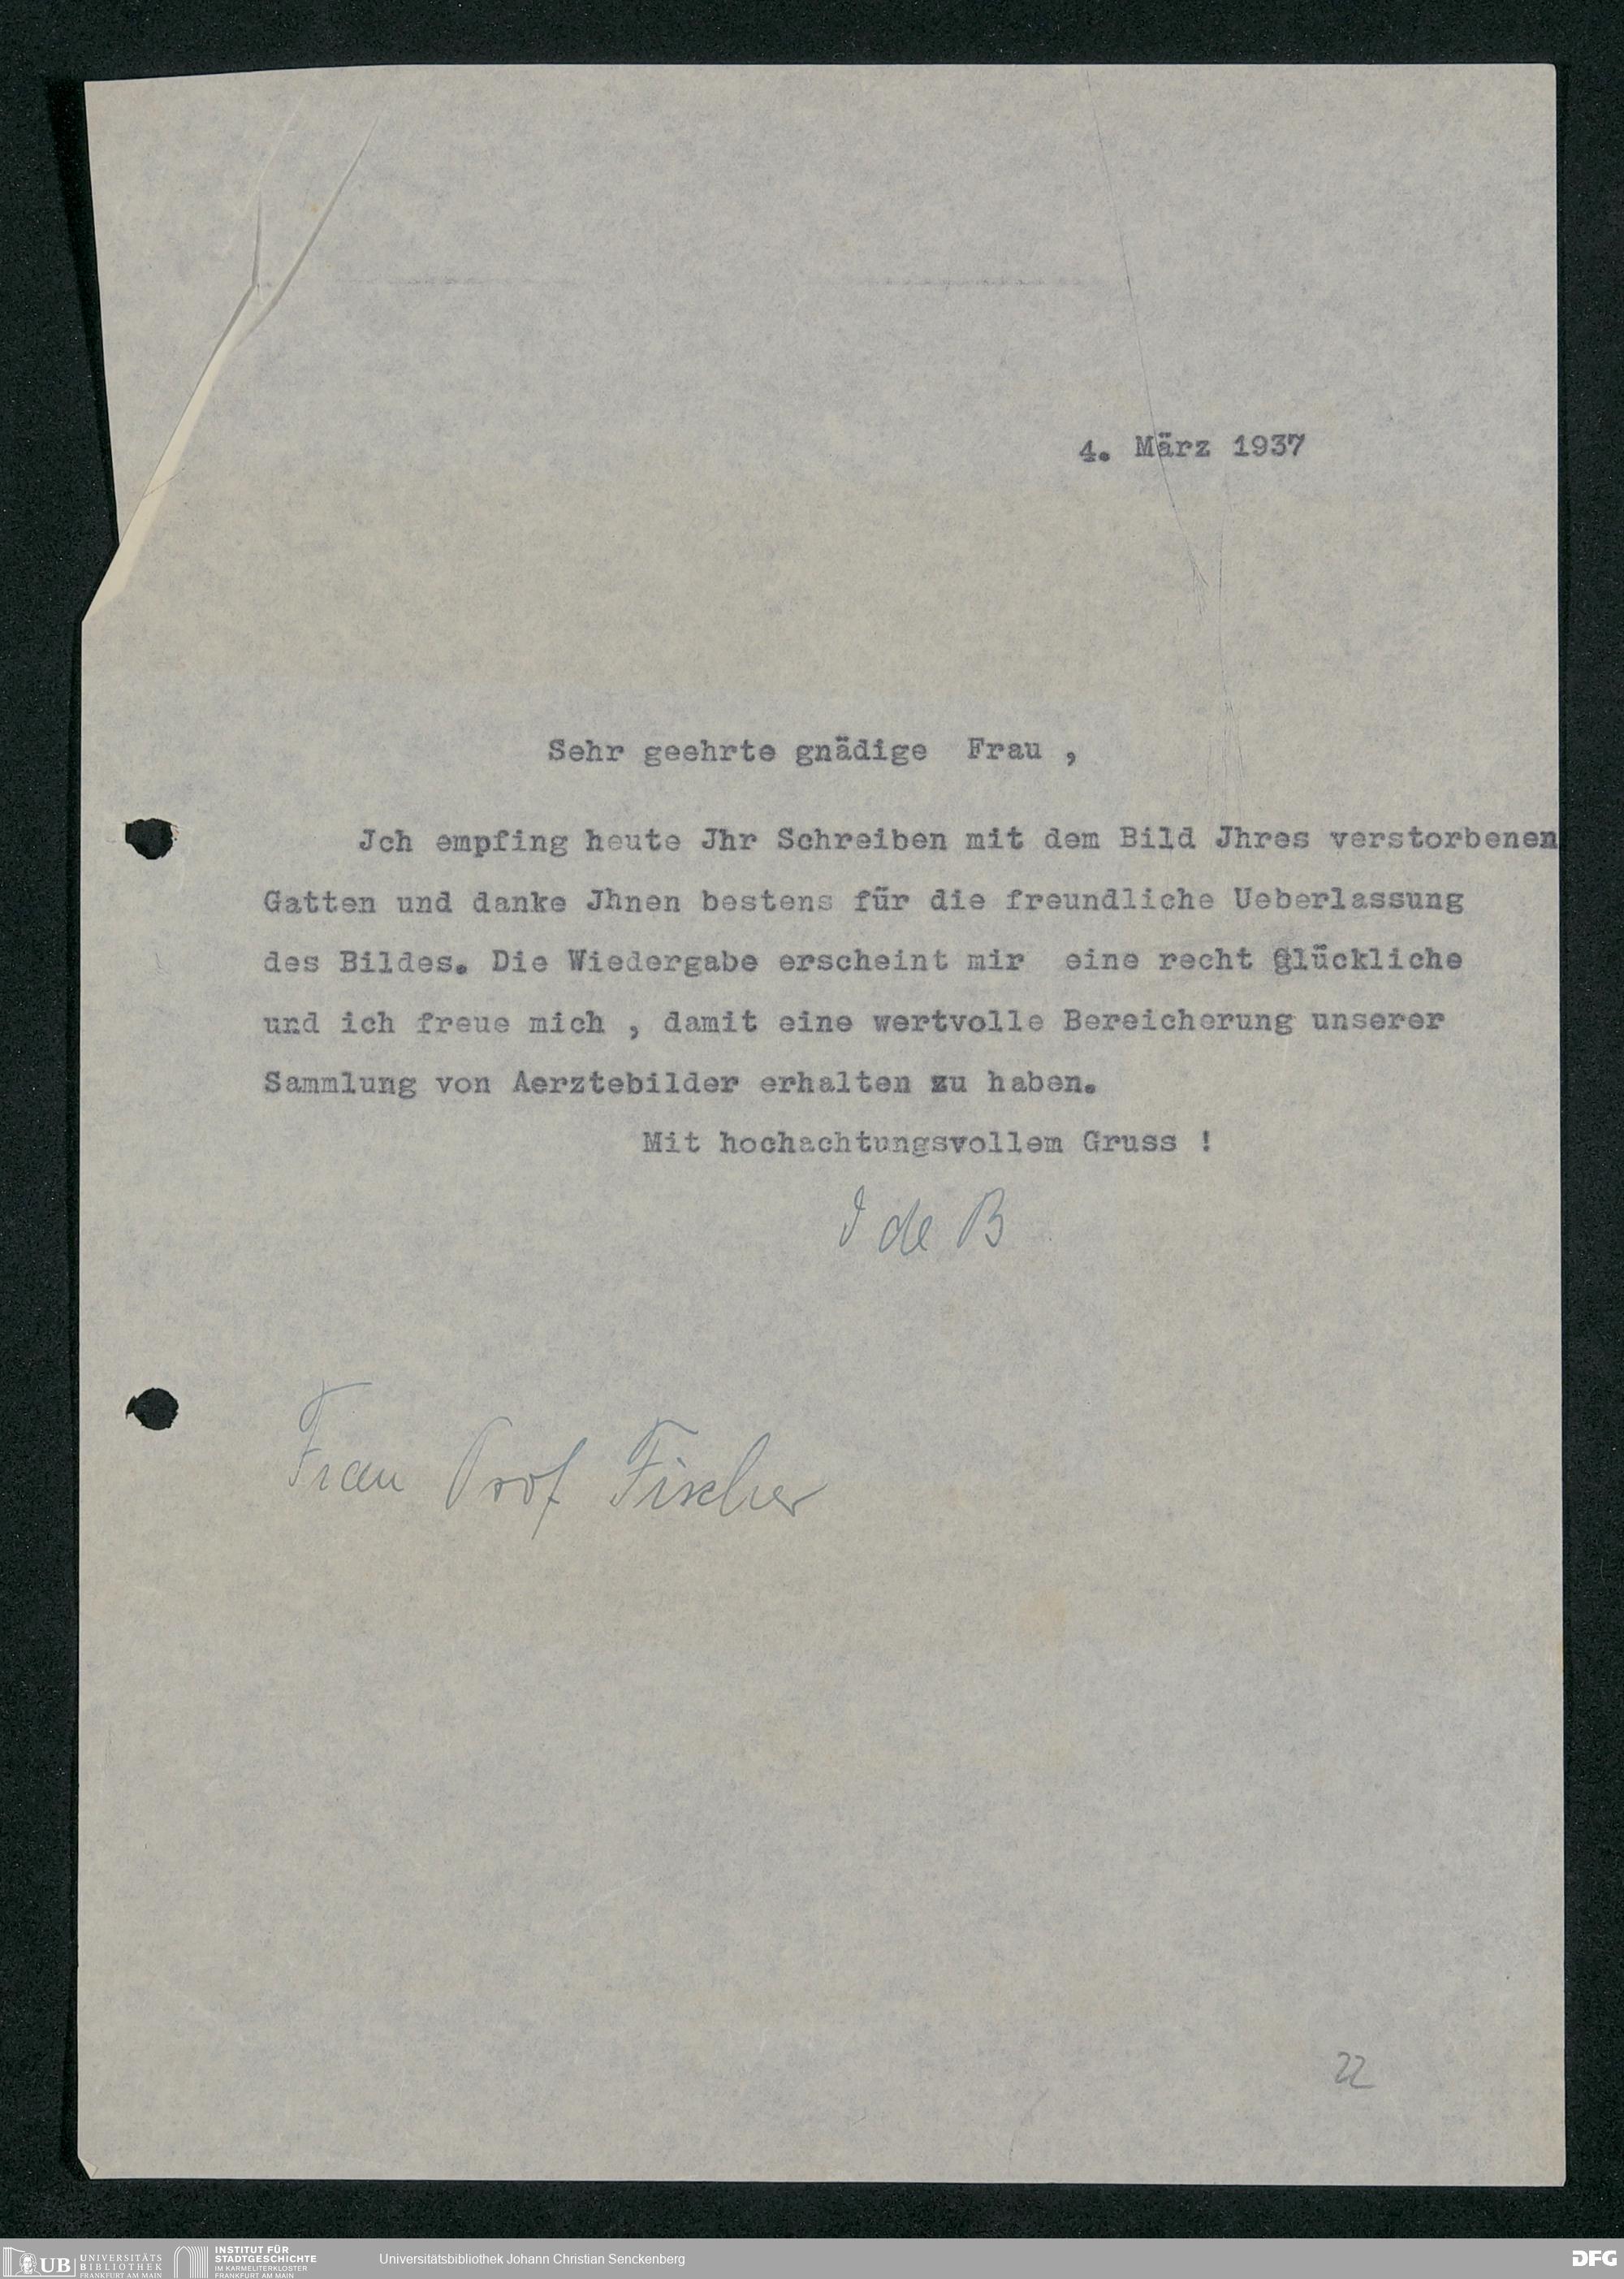 4. März 1937
Sehr geehrte gnädige Frau ,
Jch empfing heute Jhr Schreiben mit dem Bild Jhres verstorbenen
Gatten und danke Jhnen bestens für die freundliche Ueberlassung
des Bildes. Die Wiedergabe erscheint mir eine recht Glückliche
und ich freue mich , damit eine wertvolle Bereicherung unserer
Sammlung von Aerztebilder erhalten zu haben.
Mit hochachtungsvollem Gruss !
J de B
Frau Prof Fischer
22
UB UNIVERSITÄTS
BIBLIOTHEK
FRANKFURT AM MAIN
INSTITUT FÜR
STADTGESCHICHTE
IM KARMELITERKLOSTER
FRANKFURT AM MAIN
Universitätsbibliothek Johann Christian Senckenberg
DFG